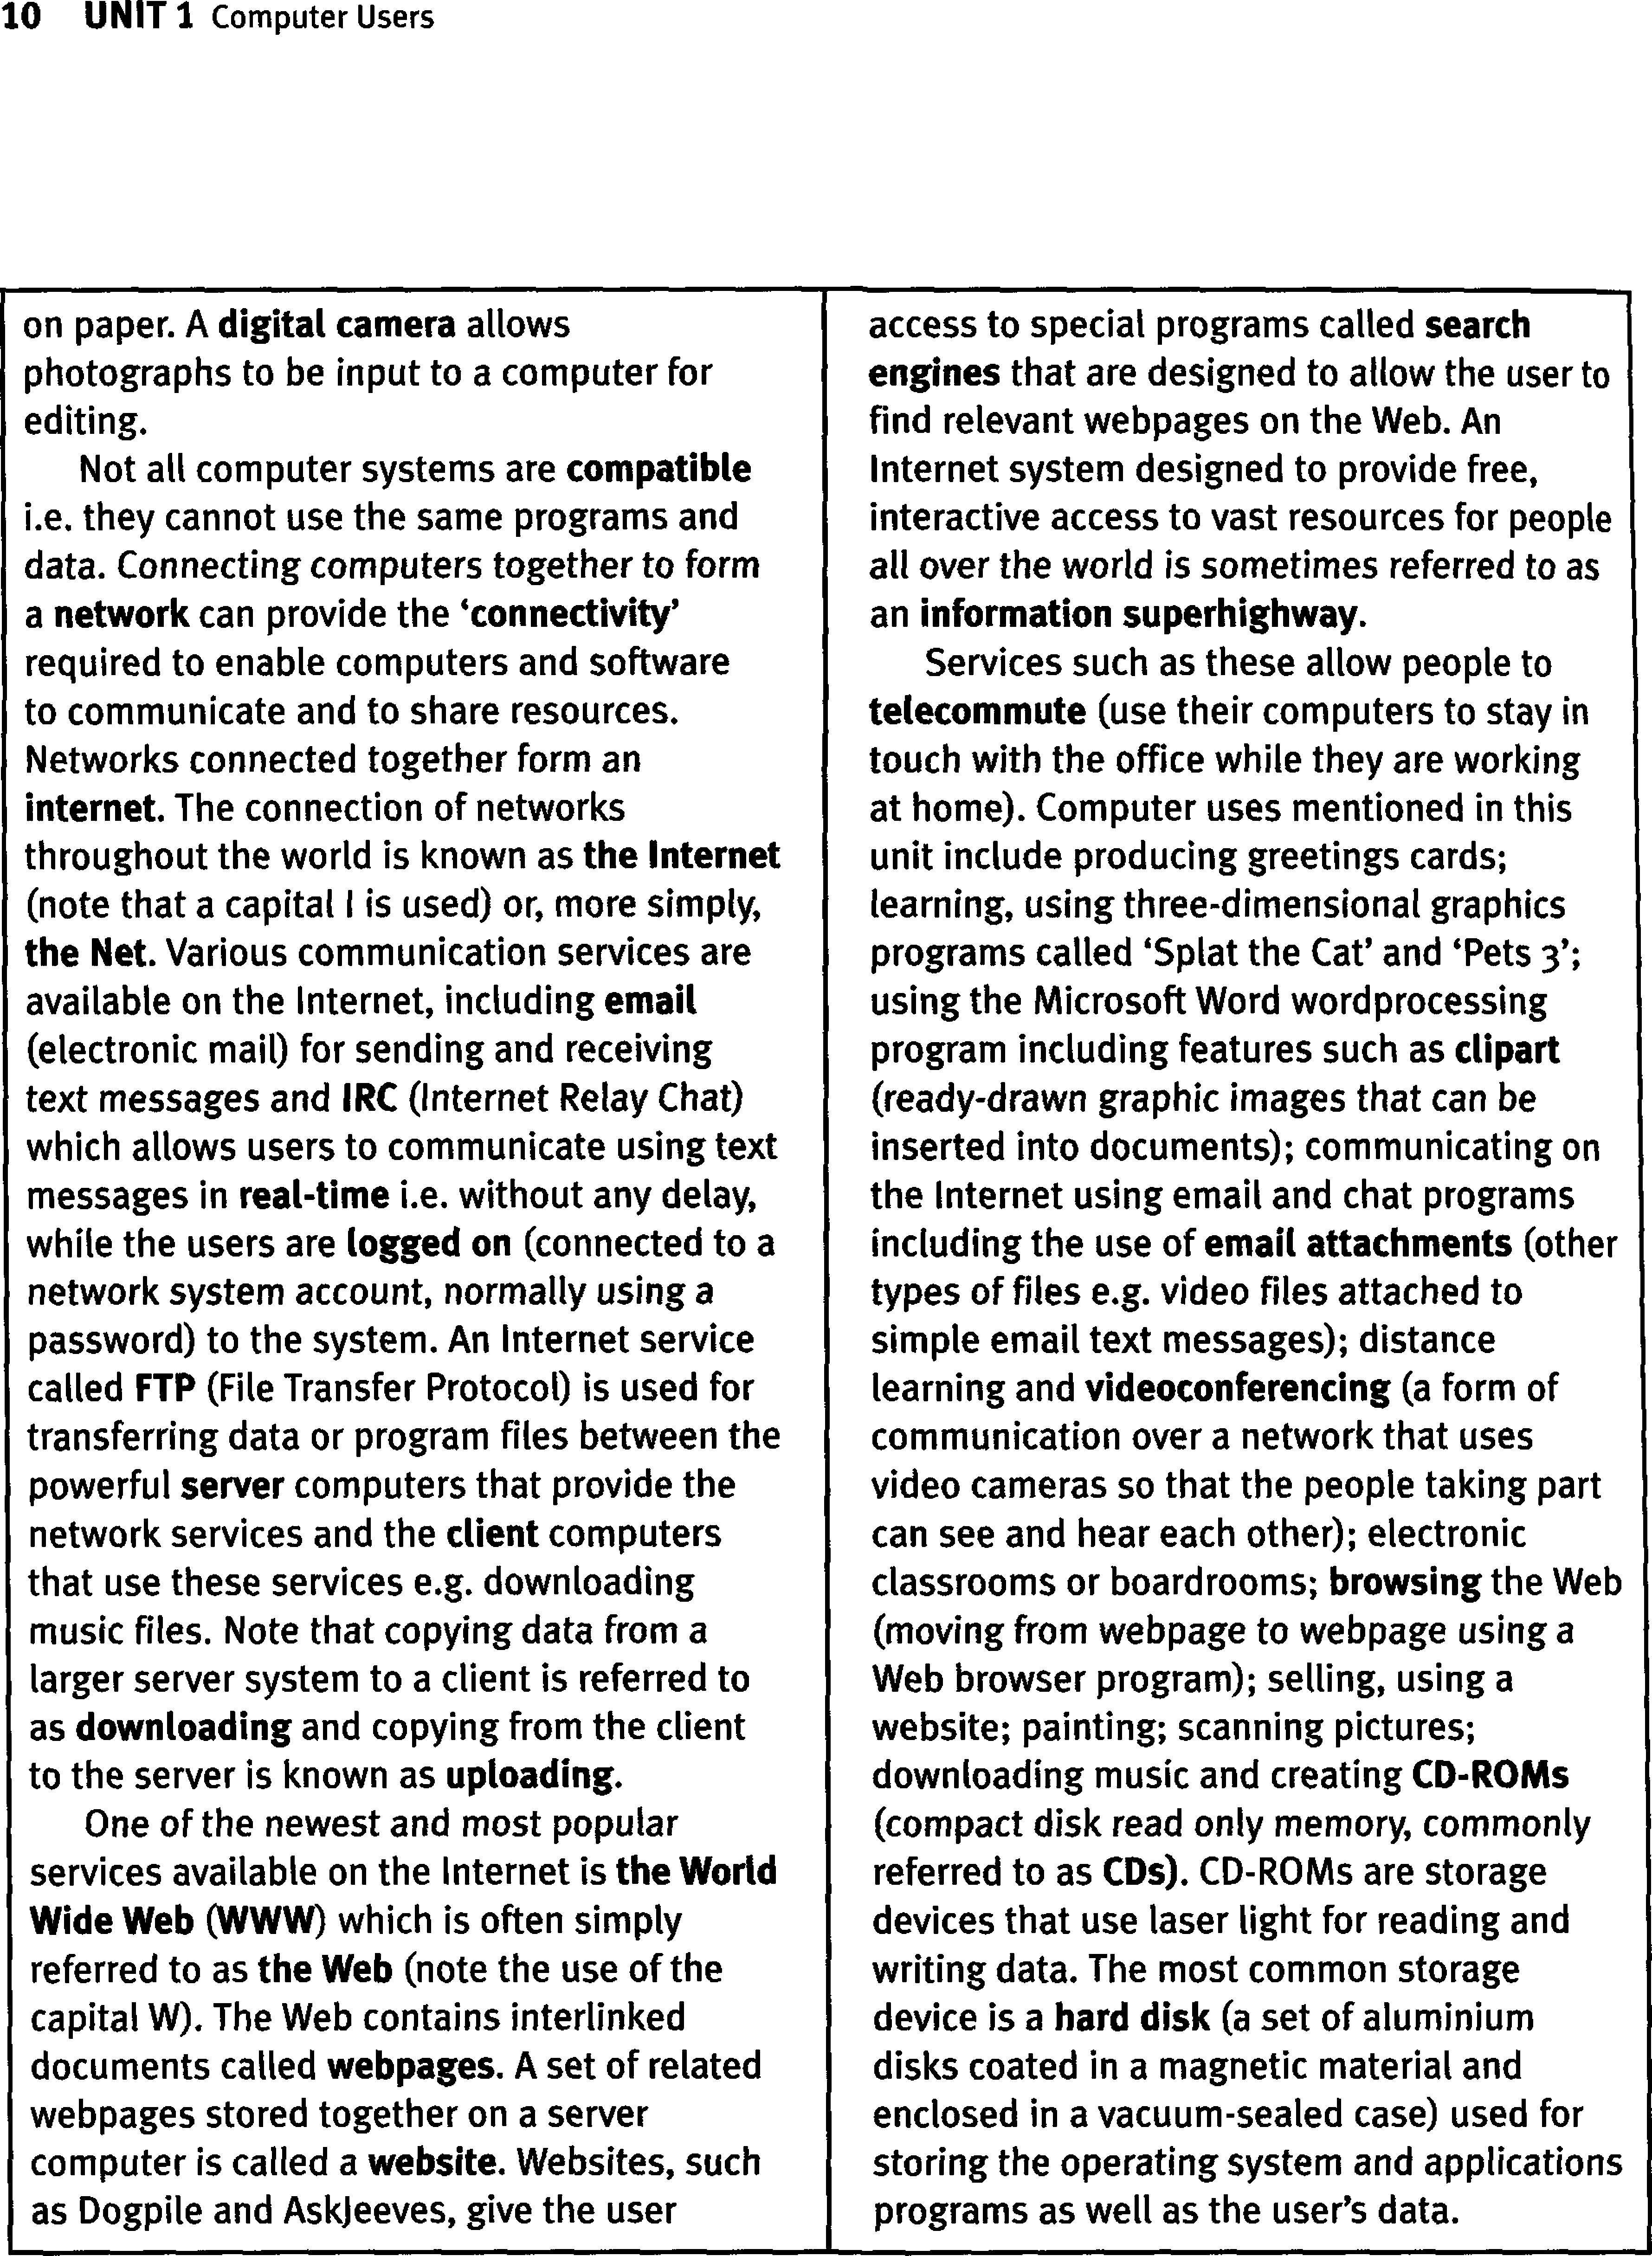 10 UNIT 1 Computer Users
on paper. A digital camera allows
photographs to be input to a computer for
editing.
Not all computer systems are compatible
i.e. they cannot use the same programs and
data. Connecting computers together to form
a network can provide the ‘connectivity’
required to enable computers and software
to communicate and to share resources.
Networks connected together form an
internet. The connection of networks
throughout the world is known as the Internet
(note that a capital I is used) or, more simply,
the Net. Various communication services are
available on the Internet, including email
(electronic mail) for sending and receiving
text messages and IRC (Internet Relay Chat)
which allows users to communicate using text
messages in real-time i.e. without any delay,
while the users are logged on (connected to a
network system account, normally using a
password) to the system. An Internet service
called FTP (File Transfer Protocol) is used for
transferring data or program files between the
powerful server computers that provide the
network services and the client computers
that use these services e.g. downloading
music files. Note that copying data from a
larger server system to a client is referred to
as downloading and copying from the client
to the server is known as uploading.
One of the newest and most popular
services available on the Internet is the World
Wide Web (WWW) which is often simply
referred to as the Web (note the use of the
capital W). The Web contains interlinked
documents called webpages. A set of related
webpages stored together on a server
computer is called a website. Websites, such
as Dogpile and AskJeeves, give the user
access to special programs called search
engines that are designed to allow the user to
find relevant webpages on the Web. An
Internet system designed to provide free,
interactive access to vast resources for people
all over the world is sometimes referred to as
an information superhighway.
Services such as these allow people to
telecommute (use their computers to stay in
touch with the office while they are working
at home). Computer uses mentioned in this
unit include producing greetings cards;
learning, using three-dimensional graphics
programs called ‘Splat the Cat’ and ‘Pets 3’;
using the Microsoft Word wordprocessing
program including features such as clipart
(ready-drawn graphic images that can be
inserted into documents); communicating on
the Internet using email and chat programs
including the use of email attachments (other
types of files e.g. video files attached to
simple email text messages); distance
learning and videoconferencing (a form of
communication over a network that uses
video cameras so that the people taking part
can see and hear each other); electronic
classrooms or boardrooms; browsing the Web
(moving from webpage to webpage using a
Web browser program); selling, using a
website; painting; scanning pictures;
downloading music and creating CD-ROMs
(compact disk read only memory, commonly
referred to as CDs). CD-ROMs are storage
devices that use laser light for reading and
writing data. The most common storage
device is a hard disk (a set of aluminium
disks coated in a magnetic material and
enclosed in a vacuum-sealed case) used for
storing the operating system and applications
programs as well as the user’s data.